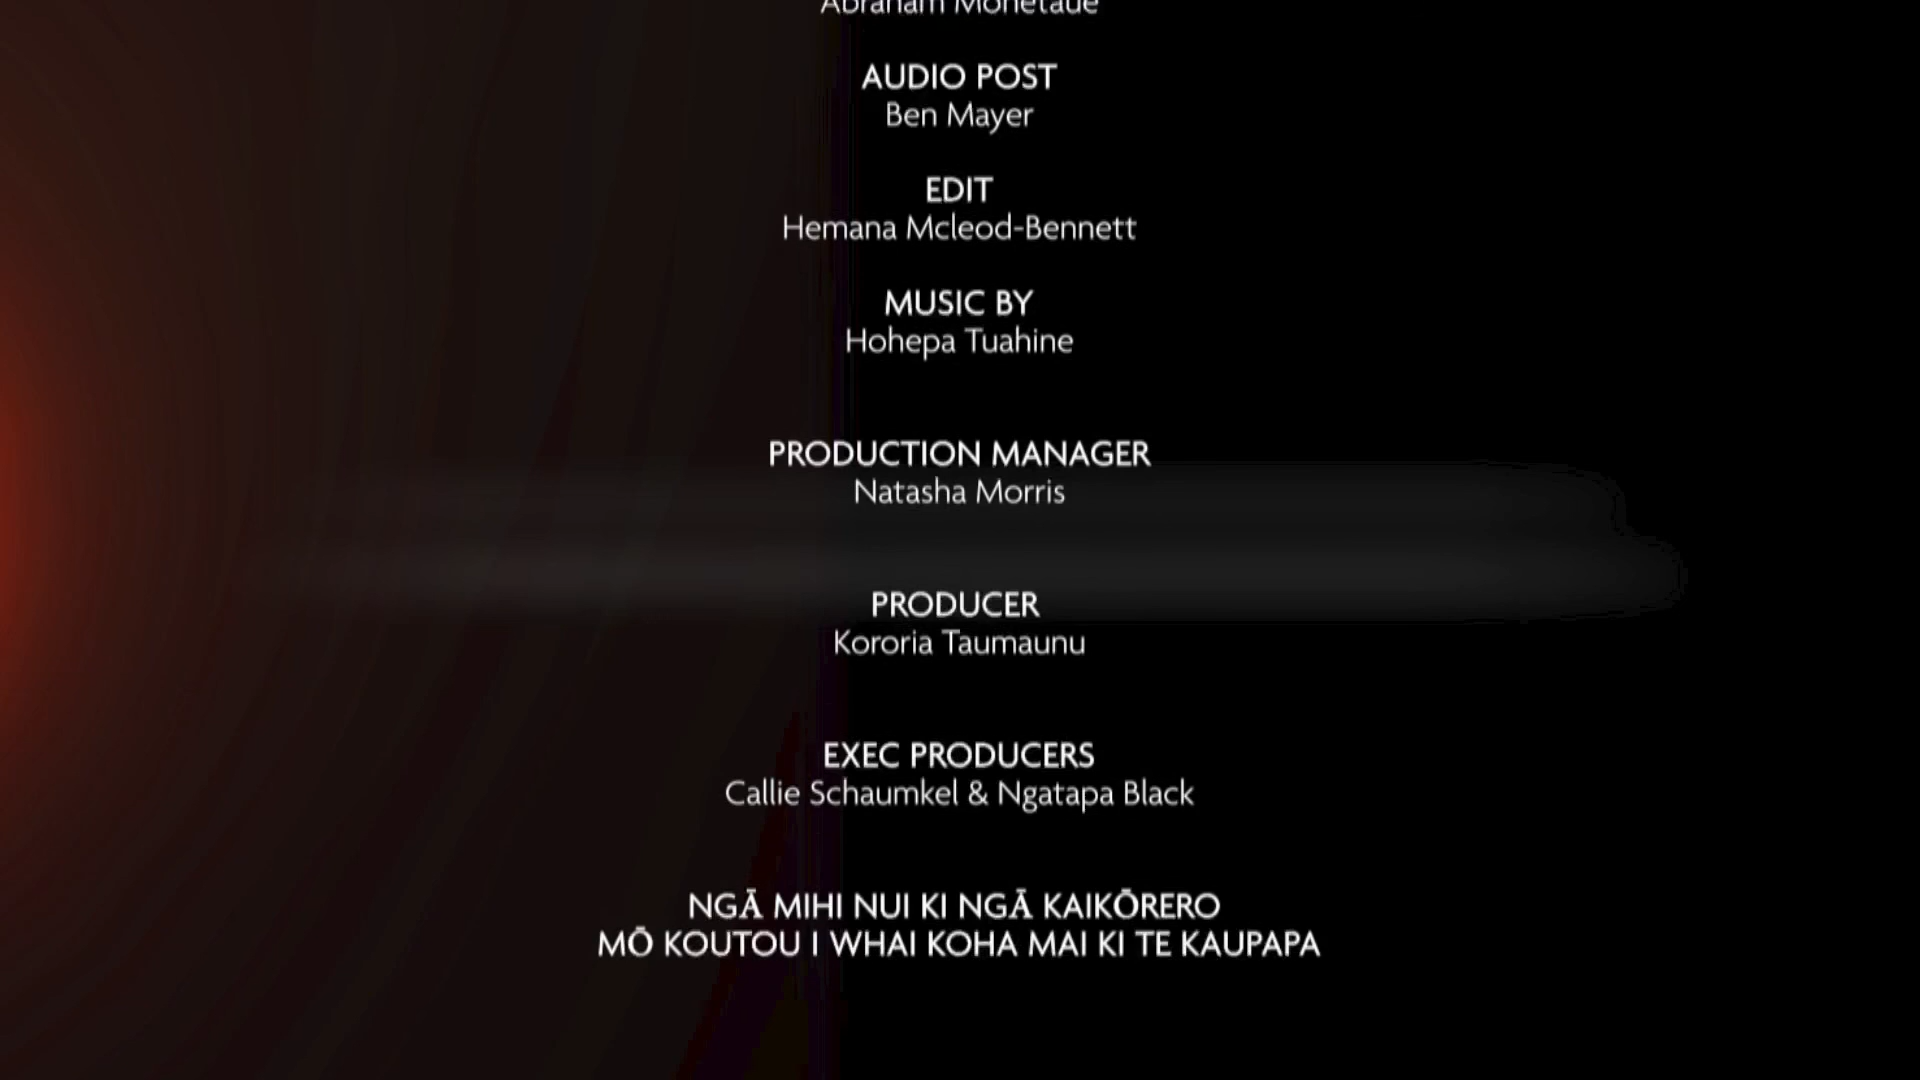 Abraham Mohetaue
AUDIO POST
Ben Mayer
EDIT
Hemana Mcleod-Bennett
MUSIC BY
Hohepa Tuahine
PRODUCTION MANAGER
Natasha Morris
PRODUCER
Kororia Taumaunu
EXEC PRODUCERS
Callie Schaumkel & Ngatapa Black
NGĀ MIHI NUI KI NGĀ KAIKŌRERO
MŌ KOUTOU I WHAI KOHA MAI KI TE KAUPAPA